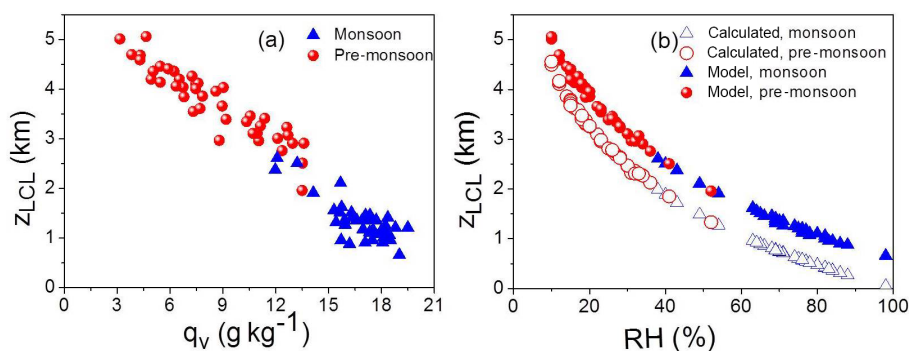 (a)
Monsoon
Pre-monsoon
z_LCL (km)
6
5
4
3
2
1
0
0 3 6 9 12 15 18 21
q_v (g kg⁻¹)
(b)
Calculated, monsoon
Calculated, pre-monsoon
Model, monsoon
Model, pre-monsoon
z_LCL (km)
6
5
4
3
2
1
0
0 20 40 60 80 100
RH (%)